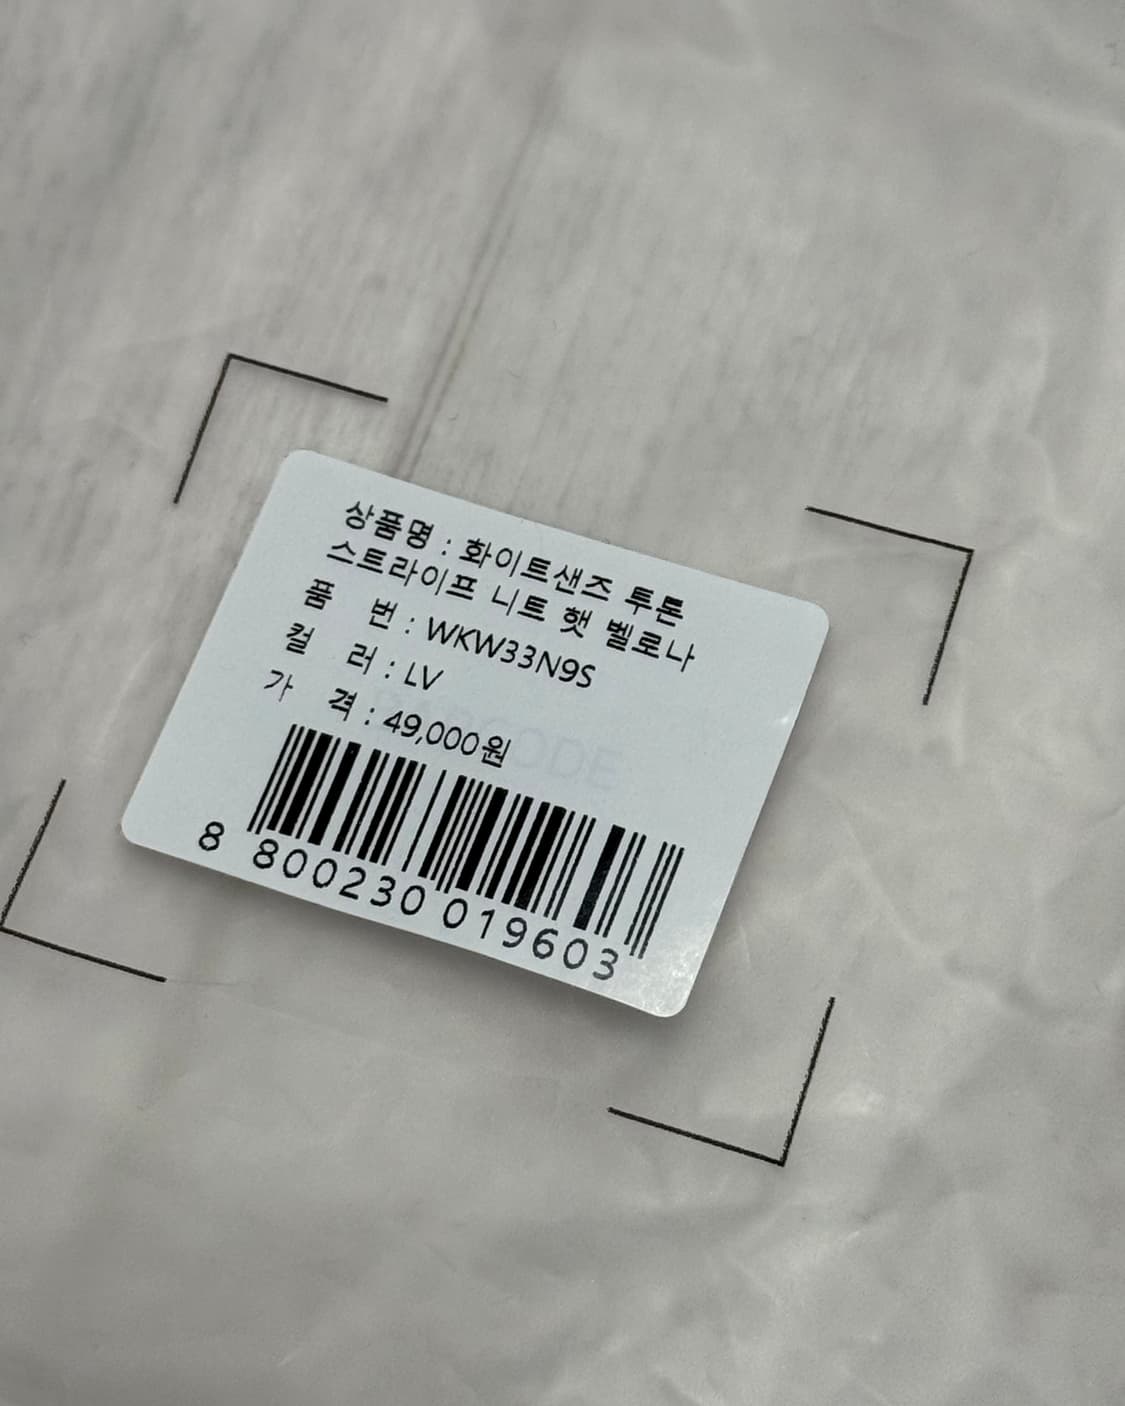 상품명 : 화이트샌즈 투톤
스트라이프 니트 햇 벨로나
품 번 : WKW33N9S
컬 러 : LV
가 격 : 49,000원
8 800230 019603